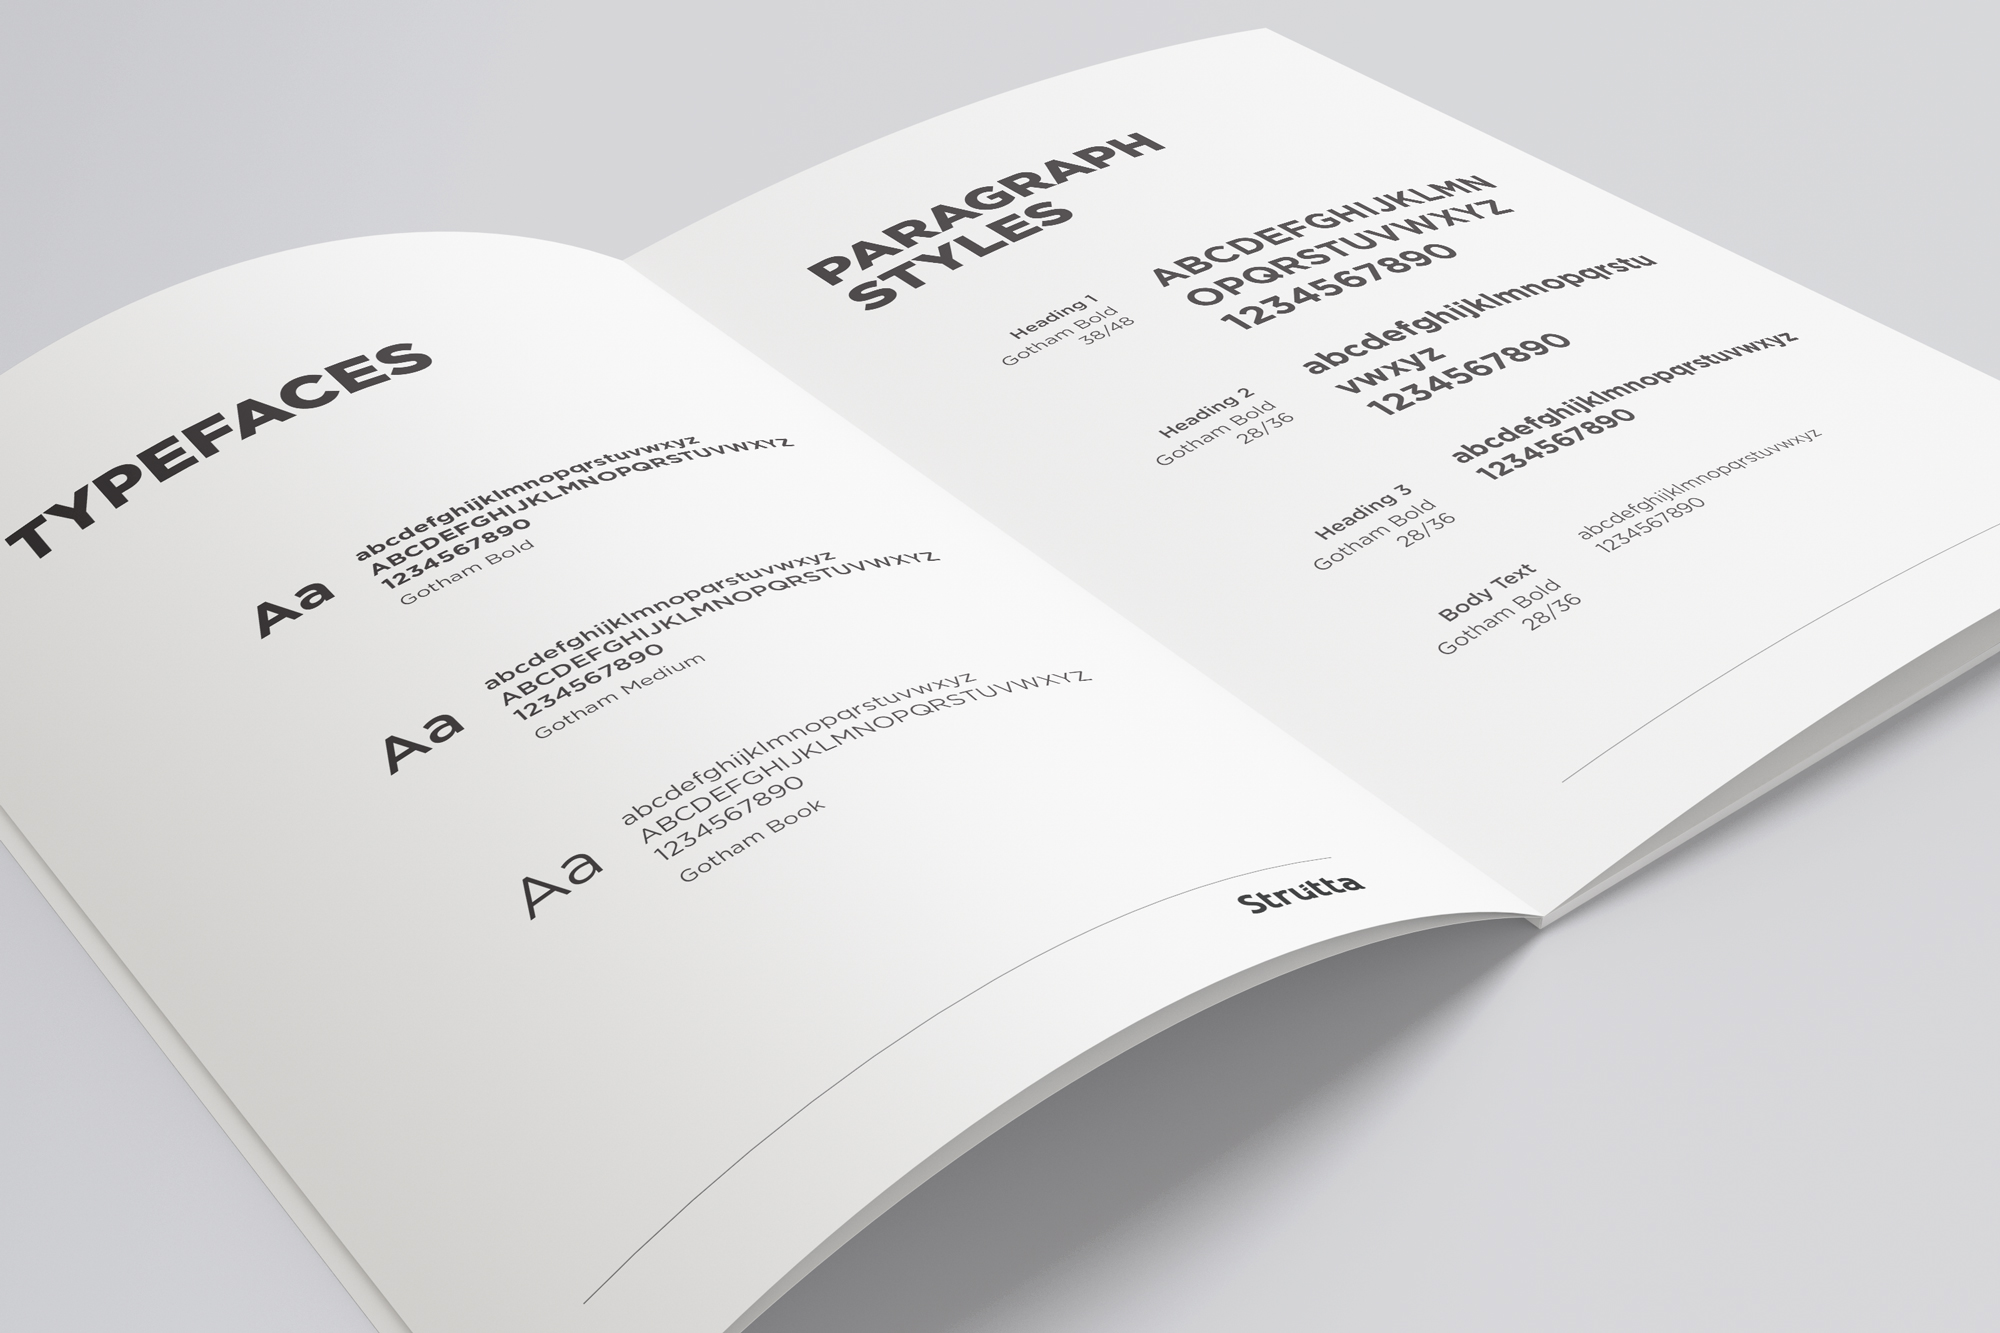 TYPEFACES
Aa
abcdefghijklmnopqrstuvwxyz
ABCDEFGHIJKLMNOPQRSTUVWXYZ
1234567890
Gotham Bold
Aa
abcdefghijklmnopqrstuvwxyz
ABCDEFGHIJKLMNOPQRSTUVWXYZ
1234567890
Gotham Medium
Aa
abcdefghijklmnopqrstuvwxyz
ABCDEFGHIJKLMNOPQRSTUVWXYZ
1234567890
Gotham Book
Strutta
PARAGRAPH
STYLES
Heading 1
Gotham Bold
38/48
ABCDEFGHIJKLMN
OPQRSTUVWXYZ
1234567890
Heading 2
Gotham Bold
28/36
abcdefghijklmnopqrstu
vwxyz
1234567890
Heading 3
Gotham Bold
28/36
abcdefghijklmnopqrstuvwxyz
1234567890
Body Text
Gotham Bold
28/36
abcdefghijklmnopqrstuvwxyz
1234567890